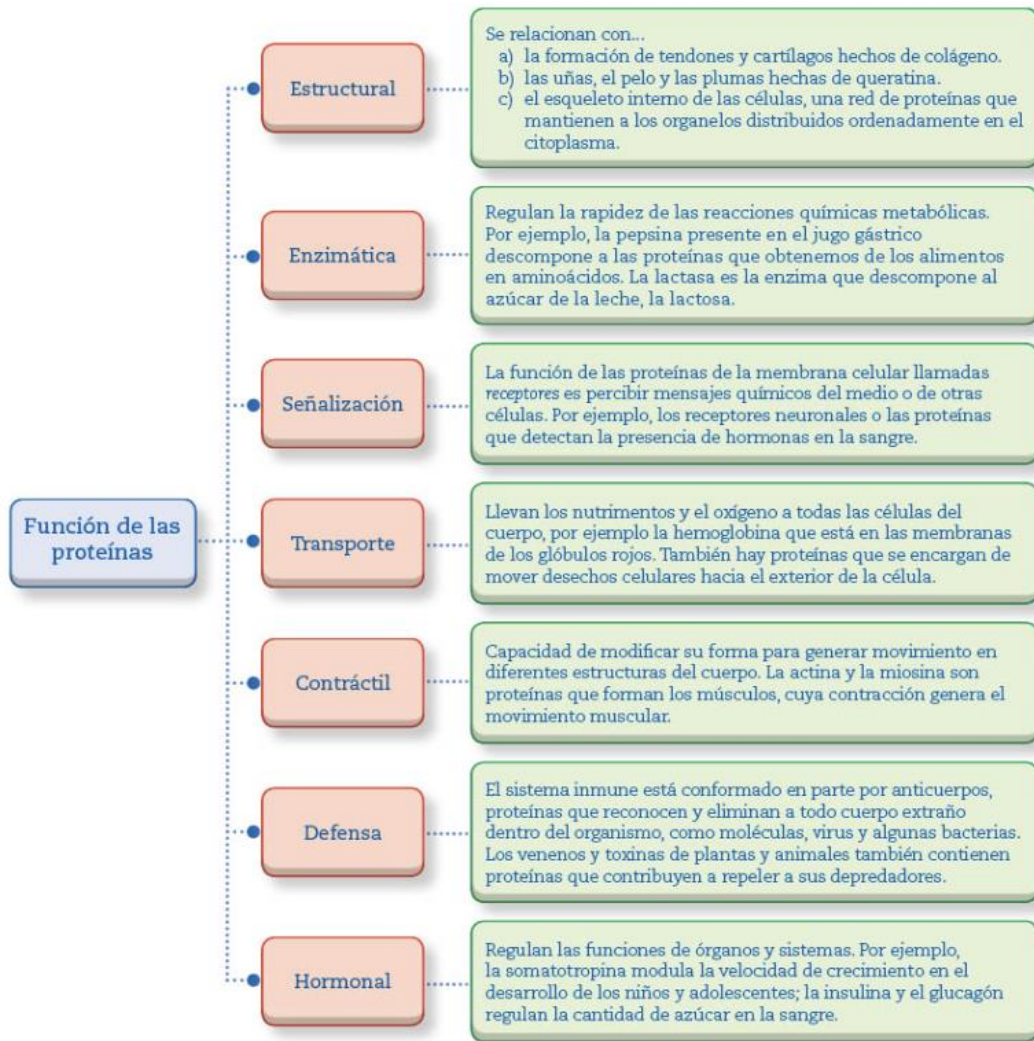 Función de las
proteínas
Estructural
Se relacionan con...
a) la formación de tendones y cartílagos hechos de colágeno.
b) las uñas, el pelo y las plumas hechas de queratina.
c) el esqueleto interno de las células, una red de proteínas que
mantienen a los organelos distribuidos ordenadamente en el
citoplasma.
Enzimática
Regulan la rapidez de las reacciones químicas metabólicas.
Por ejemplo, la pepsina presente en el jugo gástrico
descompone a las proteínas que obtenemos de los alimentos
en aminoácidos. La lactasa es la enzima que descompone al
azúcar de la leche, la lactosa.
Señalización
La función de las proteínas de la membrana celular llamadas
receptores es percibir mensajes químicos del medio o de otras
células. Por ejemplo, los receptores neuronales o las proteínas
que detectan la presencia de hormonas en la sangre.
Transporte
Llevan los nutrimentos y el oxígeno a todas las células del
cuerpo, por ejemplo la hemoglobina que está en las membranas
de los glóbulos rojos. También hay proteínas que se encargan de
mover desechos celulares hacia el exterior de la célula.
Contráctil
Capacidad de modificar su forma para generar movimiento en
diferentes estructuras del cuerpo. La actina y la miosina son
proteínas que forman los músculos, cuya contracción genera el
movimiento muscular.
Defensa
El sistema inmune está conformado en parte por anticuerpos,
proteínas que reconocen y eliminan a todo cuerpo extraño
dentro del organismo, como moléculas, virus y algunas bacterias.
Los venenos y toxinas de plantas y animales también contienen
proteínas que contribuyen a repeler a sus depredadores.
Hormonal
Regulan las funciones de órganos y sistemas. Por ejemplo,
la somatotropina modula la velocidad de crecimiento en el
desarrollo de los niños y adolescentes; la insulina y el glucagón
regulan la cantidad de azúcar en la sangre.